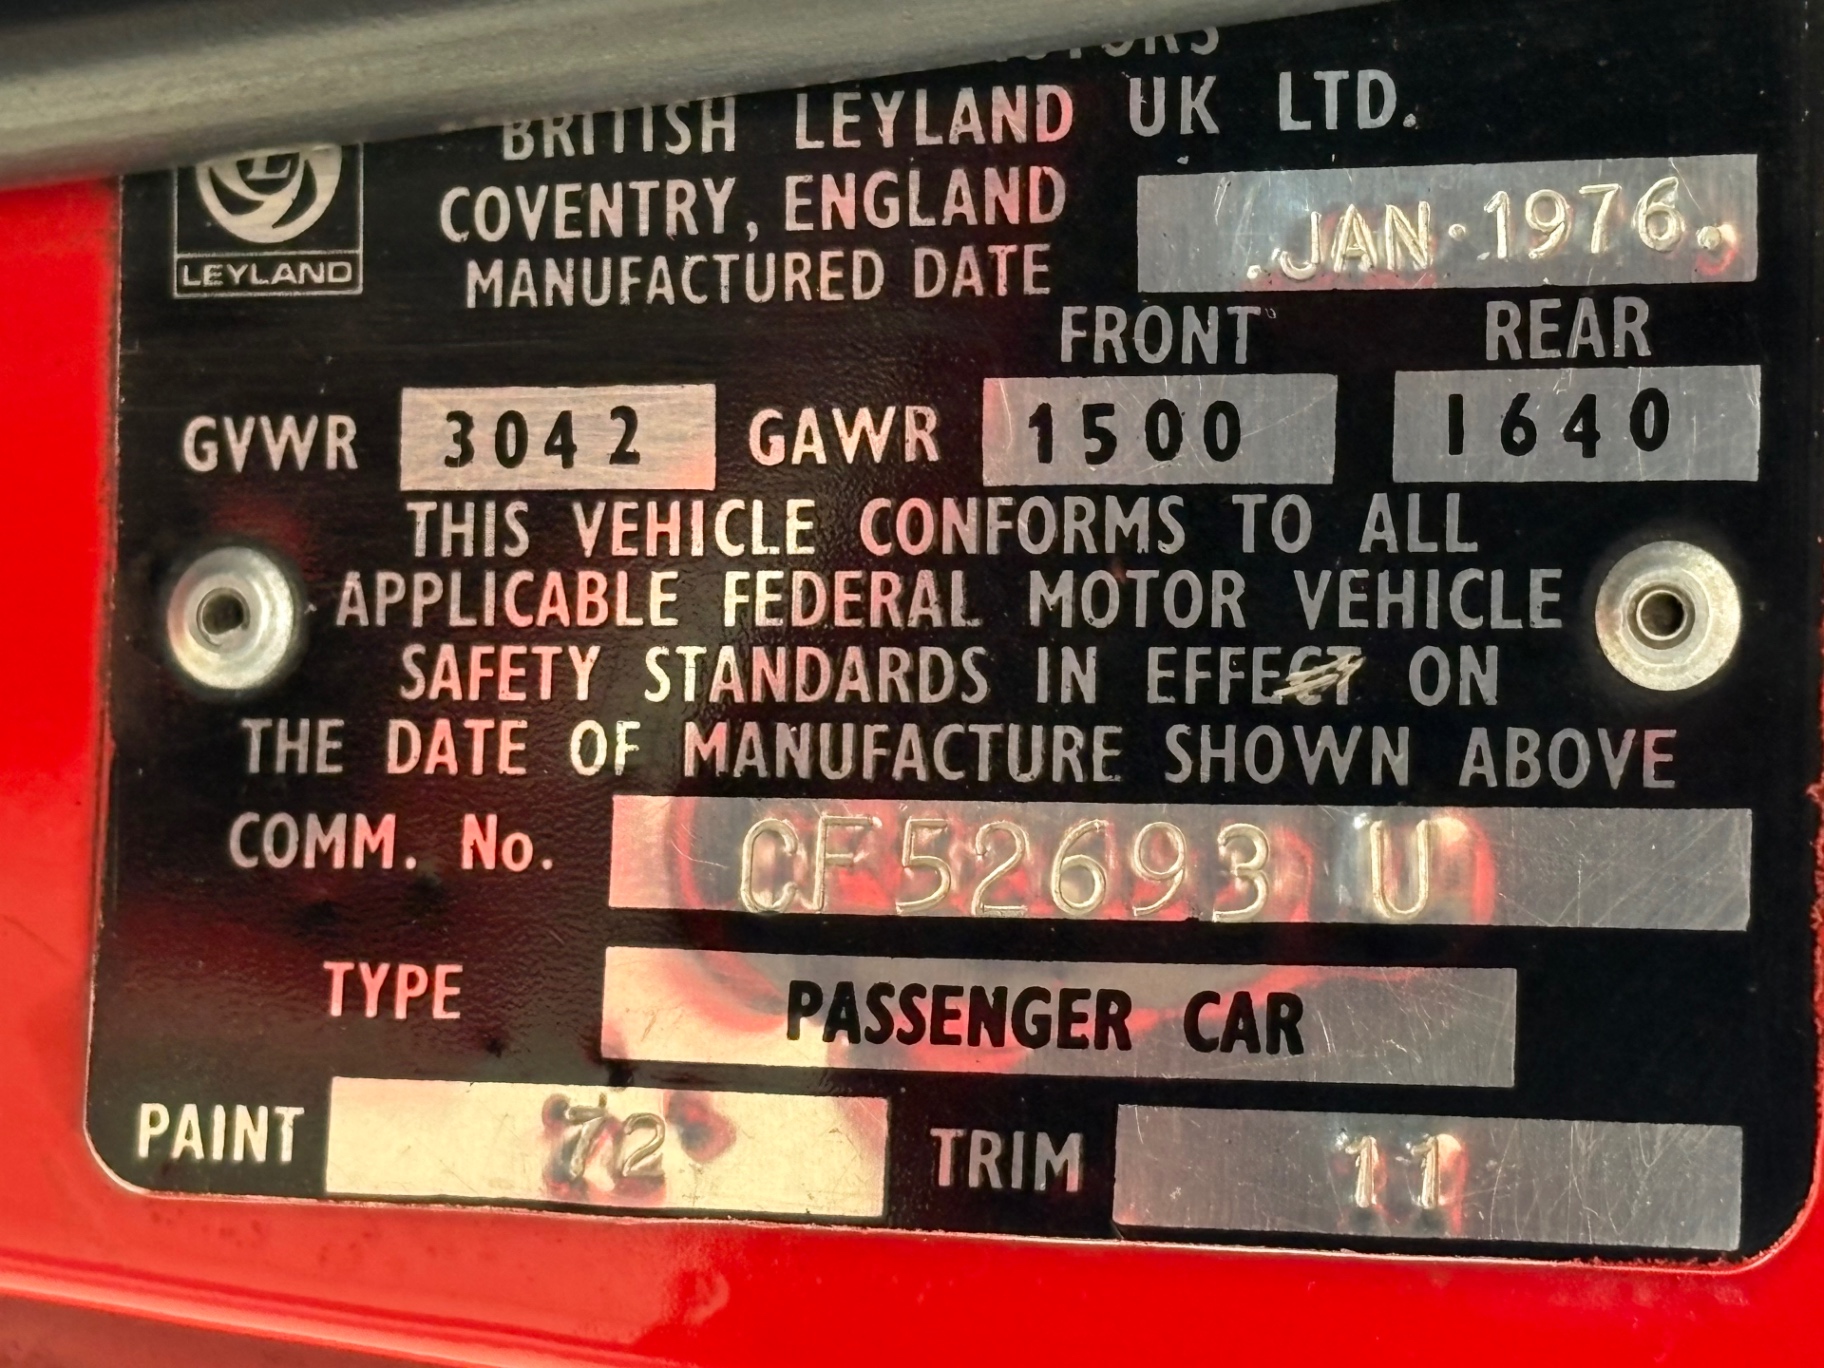 BRITISH LEYLAND UK LTD.
COVENTRY, ENGLAND
LEYLAND
MANUFACTURED DATE .JAN.1976.
FRONT REAR
GVWR 3042 GAWR 1500 1640
THIS VEHICLE CONFORMS TO ALL
APPLICABLE FEDERAL MOTOR VEHICLE
SAFETY STANDARDS IN EFFECT ON
THE DATE OF MANUFACTURE SHOWN ABOVE
COMM. No. CF52693 U
TYPE PASSENGER CAR
PAINT 72 TRIM 11